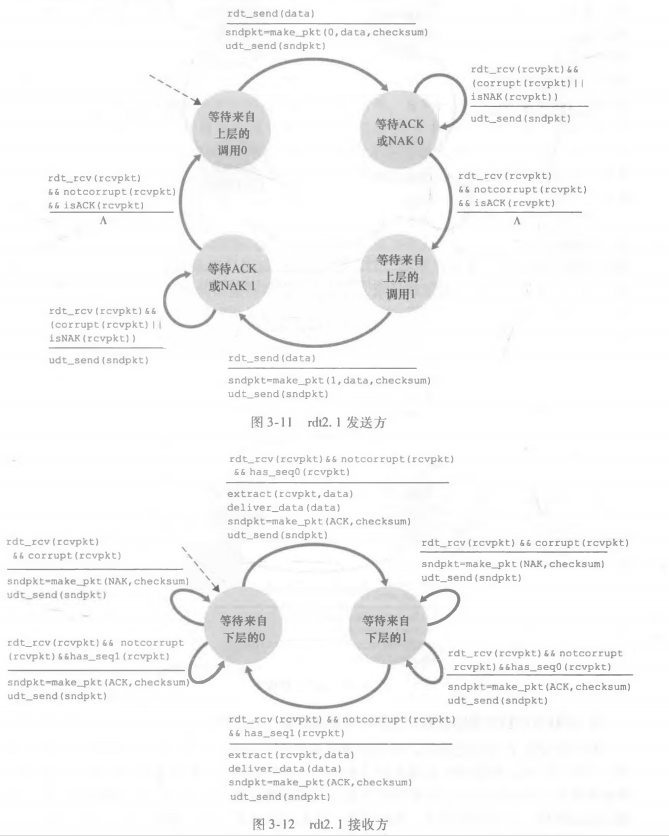 rdt_send(data)
sndpkt=make_pkt(0,data,checksum)
udt_send(sndpkt)
rdt_rcv(rcvpkt)&&
(corrupt(rcvpkt)||
isNAK(rcvpkt))
udt_send(sndpkt)
等待来自
上层的
调用0
等待ACK
或NAK 0
rdt_rcv(rcvpkt)
&& notcorrupt(rcvpkt)
&& isACK(rcvpkt)
Λ
rdt_rcv(rcvpkt)
&& notcorrupt(rcvpkt)
&& isACK(rcvpkt)
Λ
等待ACK
或NAK 1
等待来自
上层的
调用1
rdt_rcv(rcvpkt)&&
(corrupt(rcvpkt)||
isNAK(rcvpkt))
udt_send(sndpkt)
rdt_send(data)
sndpkt=make_pkt(1,data,checksum)
udt_send(sndpkt)
图 3-11 rdt2. 1 发送方
rdt_rcv(rcvpkt)&& notcorrupt(rcvpkt)
&& has_seq0(rcvpkt)
extract(rcvpkt,data)
deliver_data(data)
sndpkt=make_pkt(ACK,checksum)
udt_send(sndpkt)
rdt_rcv(rcvpkt)
&& corrupt(rcvpkt)
sndpkt=make_pkt(NAK,checksum)
udt_send(sndpkt)
rdt_rcv(rcvpkt) && corrupt(rcvpkt)
sndpkt=make_pkt(NAK,checksum)
udt_send(sndpkt)
等待来自
下层的0
等待来自
下层的1
rdt_rcv(rcvpkt)&& notcorrupt
(rcvpkt)&&has_seq1(rcvpkt)
sndpkt=make_pkt(ACK,checksum)
udt_send(sndpkt)
rdt_rcv(rcvpkt)&& notcorrupt
rcvpkt)&&has_seq0(rcvpkt)
sndpkt=make_pkt(ACK,checksum)
udt_send(sndpkt)
rdt_rcv(rcvpkt) && notcorrupt(rcvpkt)
&& has_seq1(rcvpkt)
extract(rcvpkt,data)
deliver_data(data)
sndpkt=make_pkt(ACK,checksum)
udt_send(sndpkt)
图 3-12 rdt2. 1 接收方